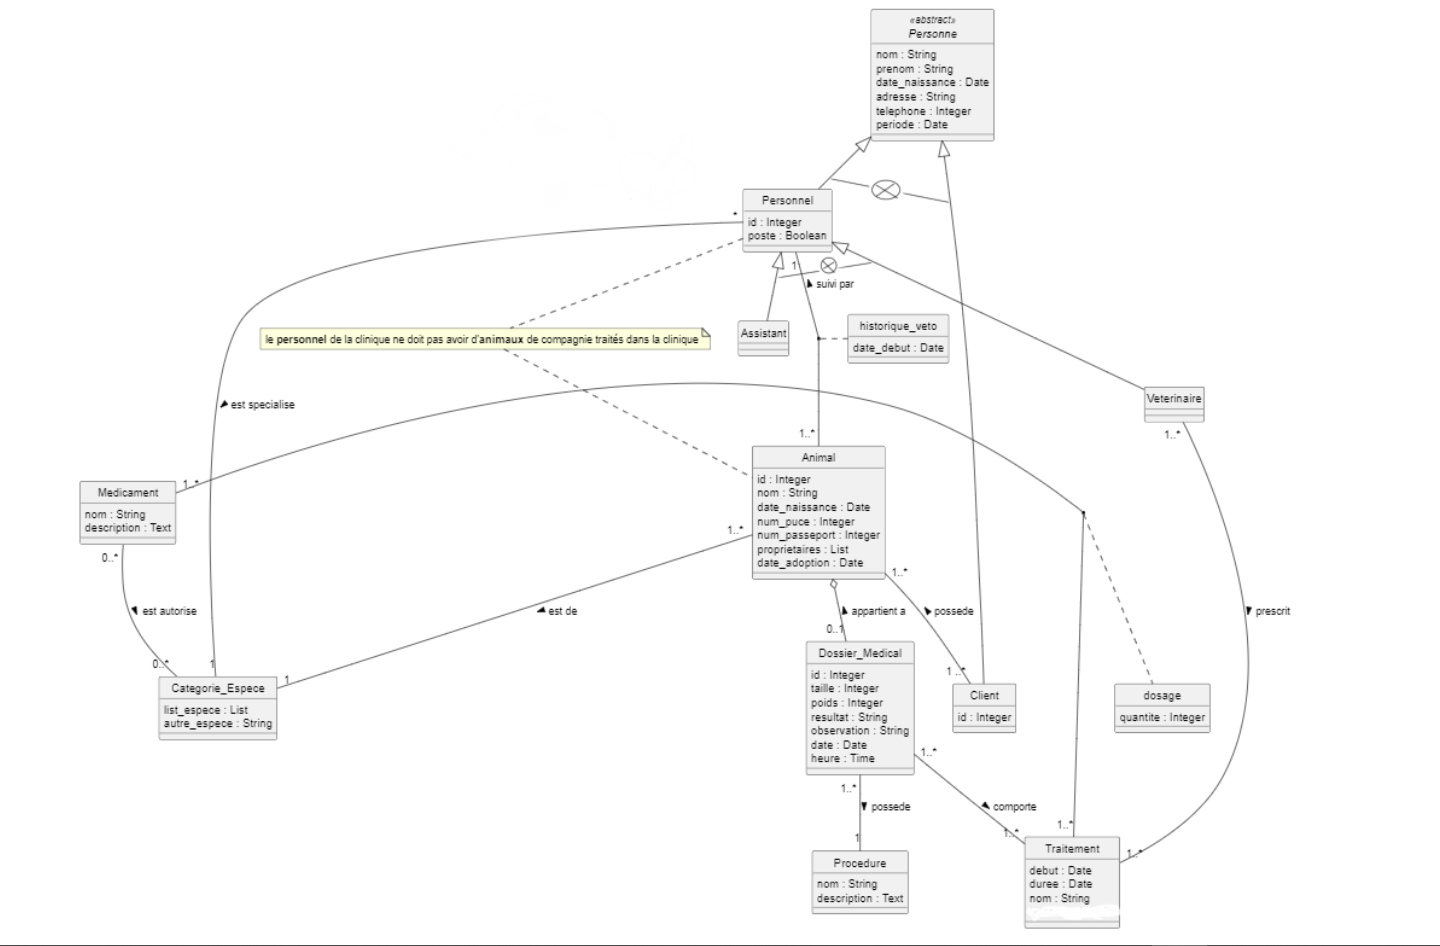 «abstract»
Personne
nom : String
prenom : String
date_naissance : Date
adresse : String
telephone : Integer
periode : Date
Personnel
id : Integer
poste : Boolean
*
1
suivi par
Assistant
historique_veto
date_debut : Date
le personnel de la clinique ne doit pas avoir d'animaux de compagnie traités dans la clinique
Veterinaire
1..*
est specialise
1..*
Animal
id : Integer
nom : String
date_naissance : Date
num_puce : Integer
num_passeport : Integer
proprietaires : List
date_adoption : Date
1..*
Medicament
nom : String
description : Text
0..*
1..*
1..*
est autorise
est de
appartient a
possede
prescrit
0..1
0..*
1
1
1..*
Categorie_Espece
list_espece : List
autre_espece : String
Dossier_Medical
id : Integer
taille : Integer
poids : Integer
resultat : String
observation : String
date : Date
heure : Time
Client
id : Integer
dosage
quantite : Integer
1..*
1..*
possede
comporte
1
1..*
1..*
1..*
Procedure
nom : String
description : Text
Traitement
debut : Date
duree : Date
nom : String